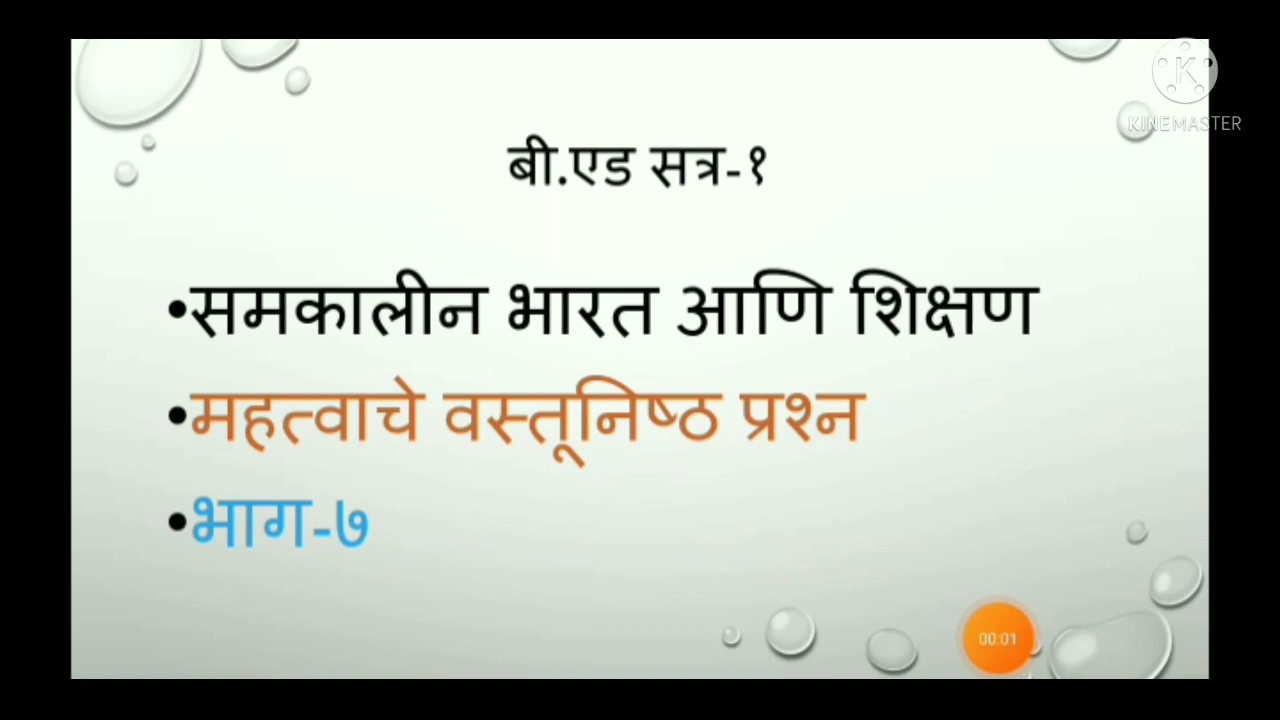 KINEMASTER
बी.एड सत्र-१
•समकालीन भारत आणि शिक्षण
•महत्वाचे वस्तूनिष्ठ प्रश्न
•भाग-७
00:01